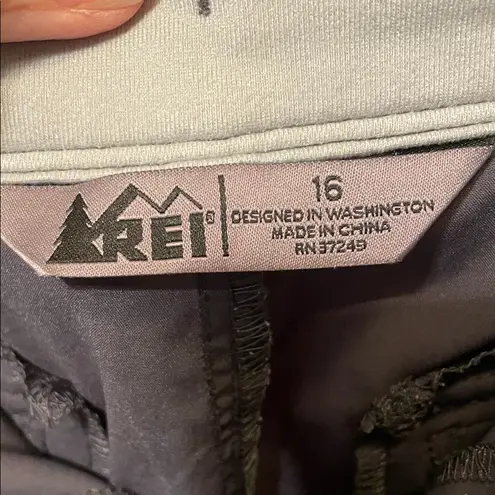 REI®
16
DESIGNED IN WASHINGTON
MADE IN CHINA
RN 37249